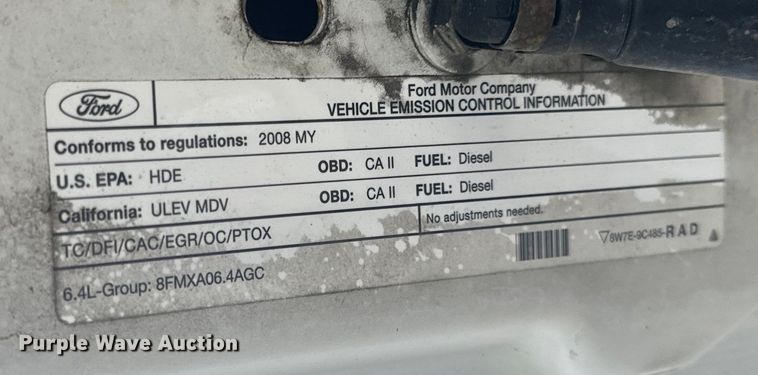 Ford
Ford Motor Company
VEHICLE EMISSION CONTROL INFORMATION
Conforms to regulations: 2008 MY
U.S. EPA: HDE OBD: CA II FUEL: Diesel
California: ULEV MDV OBD: CA II FUEL: Diesel
TC/DFI/CAC/EGR/OC/PTOX No adjustments needed.
6.4L-Group: 8FMXA06.4AGC 8W7E-9C485-RAD
Purple Wave Auction